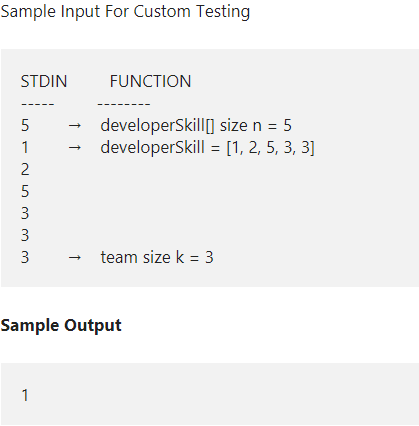 Sample Input For Custom Testing
STDIN FUNCTION
----- --------
5 → developerSkill[] size n = 5
1 → developerSkill = [1, 2, 5, 3, 3]
2
5
3
3
3 → team size k = 3
Sample Output
1